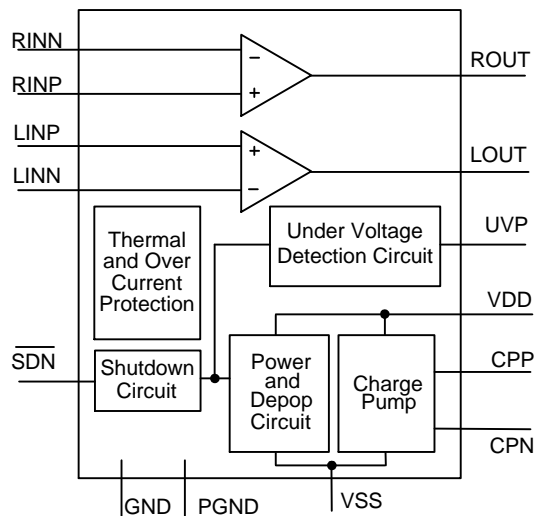 RINN
ROUT
RINP
LINP
LOUT
LINN
Thermal
and Over
Current
Protection
Under Voltage
Detection Circuit
UVP
VDD
SDN
Shutdown
Circuit
Power
and
Depop
Circuit
Charge
Pump
CPP
CPN
GND
PGND
VSS